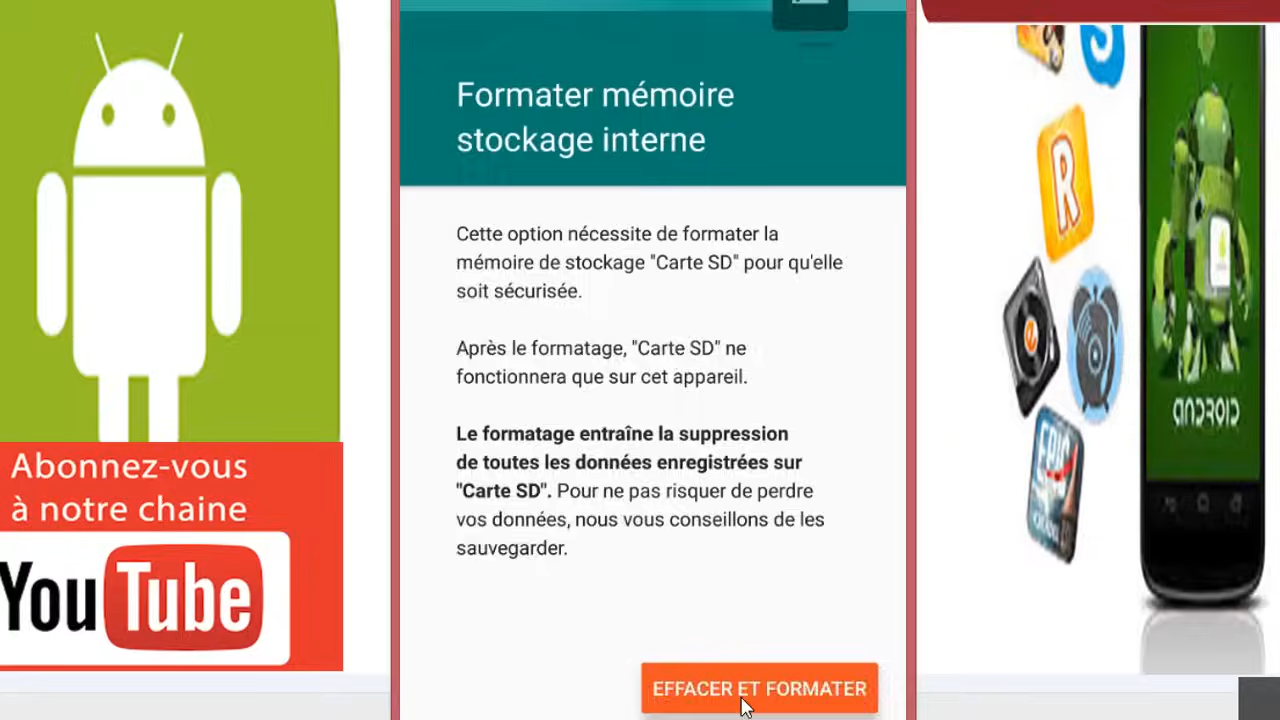 Formater mémoire
stockage interne
Cette option nécessite de formater la
mémoire de stockage "Carte SD" pour qu'elle
soit sécurisée.
Après le formatage, "Carte SD" ne
fonctionnera que sur cet appareil.
Le formatage entraîne la suppression
de toutes les données enregistrées sur
"Carte SD". Pour ne pas risquer de perdre
vos données, nous vous conseillons de les
sauvegarder.
EFFACER ET FORMATER
Abonnez-vous
à notre chaine
YouTube
R
ANDROID